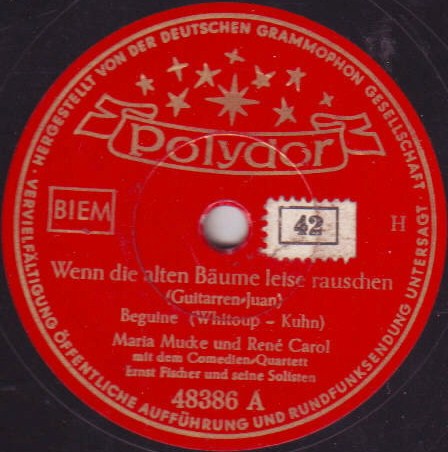 HERGESTELLT VON DER DEUTSCHEN GRAMMOPHON GESELLSCHAFT
Polydor
BIEM
42
H
Wenn die alten Bäume leise rauschen
(Guitarren-Juan)
Beguine (Whitoup - Kuhn)
Maria Mucke und René Carol
mit dem Comedien-Quartett
Ernst Fischer und seine Solisten
48386 A
VERVIELFÄLTIGUNG ÖFFENTLICHE AUFFÜHRUNG UND RUNDFUNKSENDUNG UNTERSAGT